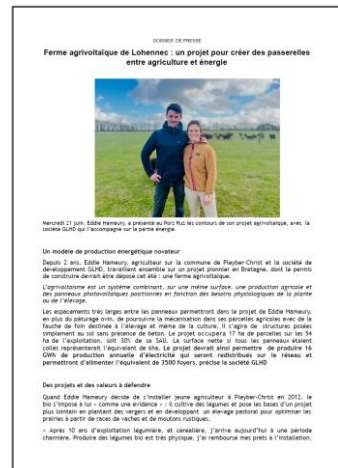 DOSSIER DE PRESSE
Ferme agrivoltaïque de Lohennec : un projet pour créer des passerelles
entre agriculture et énergie
Mercredi 21 juin, Eddie Hameury, a présenté au Porz Ruz les contours de son projet agrivoltaïque, avec la
société GLHD qui l'accompagne sur la partie énergie.
Un modèle de production énergétique novateur
Depuis 2 ans, Eddie Hameury, agriculteur sur la commune de Pleyber-Christ et la société de
développement GLHD, travaillent ensemble sur un projet pionnier en Bretagne, dont le permis
de construire devrait être déposé cet été : une ferme agrivoltaïque.
L'agrivoltaïsme est un système combinant, sur une même surface, une production agricole et
des panneaux photovoltaïques positionnés en fonction des besoins physiologiques de la plante
ou de l'élevage.
Les espacements très larges entre les panneaux permettront dans le projet de Eddie Hameury,
en plus du pâturage ovin, de poursuivre la mécanisation dans ses parcelles agricoles avec la
fauche de foin destinée à l'élevage et même de la culture. Il s'agira de structures posées
simplement au sol sans présence de béton. Le projet occupera 17 ha de parcelles sur les 54
ha de l'exploitation, soit 30% de sa SAU. La surface nette si tous les panneaux étaient
collés représenterait l'équivalent de 6ha. Le projet devrait ainsi permettre de produire 16
GWh de production annuelle d'électricité qui seront redistribués sur le réseau et
permettront d'alimenter l'équivalent de 3500 foyers, précise la société GLHD
Des projets et des valeurs à défendre
Quand Eddie Hameury décide de s'installer jeune agriculteur à Pleyber-Christ en 2012, le
bio s'impose à lui « comme une évidence » : il cultive des légumes et pose les bases d'un projet
plus lointain en plantant des vergers et en développant un élevage pastoral pour optimiser les
prairies à partir de races de vaches et de moutons rustiques.
« Après 10 ans d'exploitation légumière, et céréalière, j'arrive aujourd'hui à une période
charnière. Produire des légumes bio est très physique, j'ai remboursé mes prêts à l'installation,